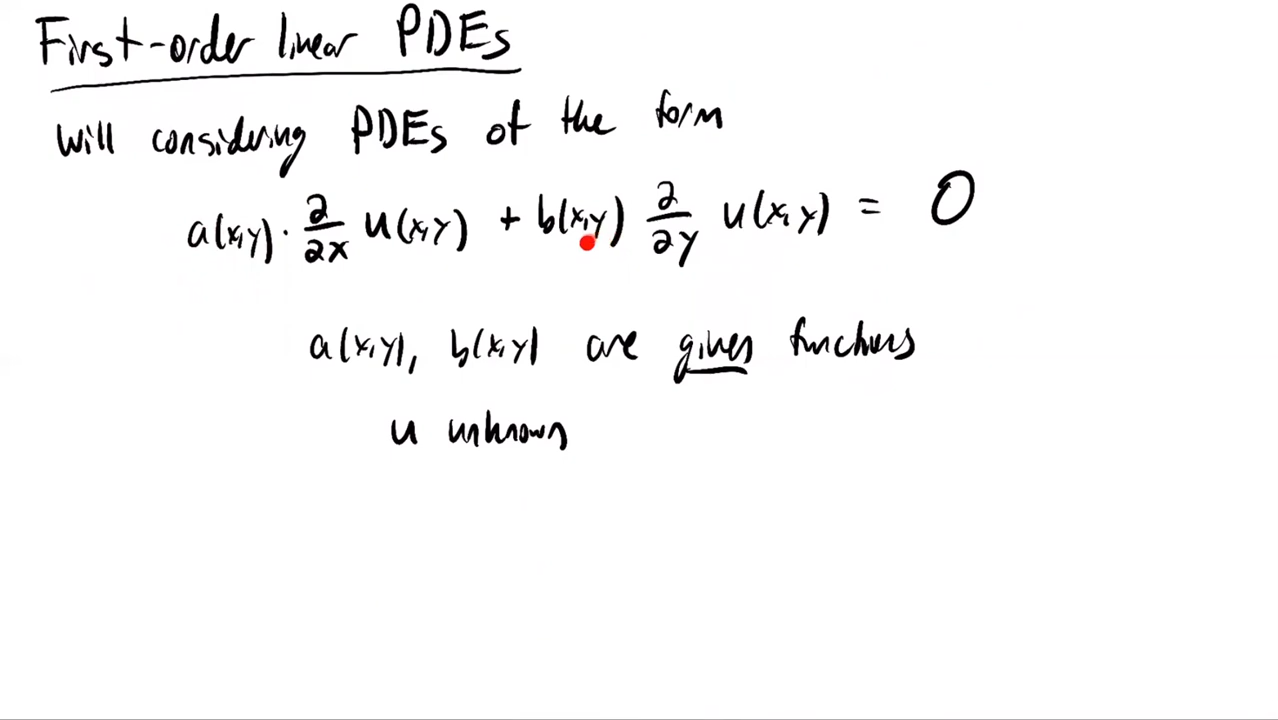 First-order linear PDEs
Will considering PDEs of the form
a(x,y) · ∂/∂x u(x,y) + b(x,y) ∂/∂y u(x,y) = 0
a(x,y), b(x,y) are given functions
u unknown